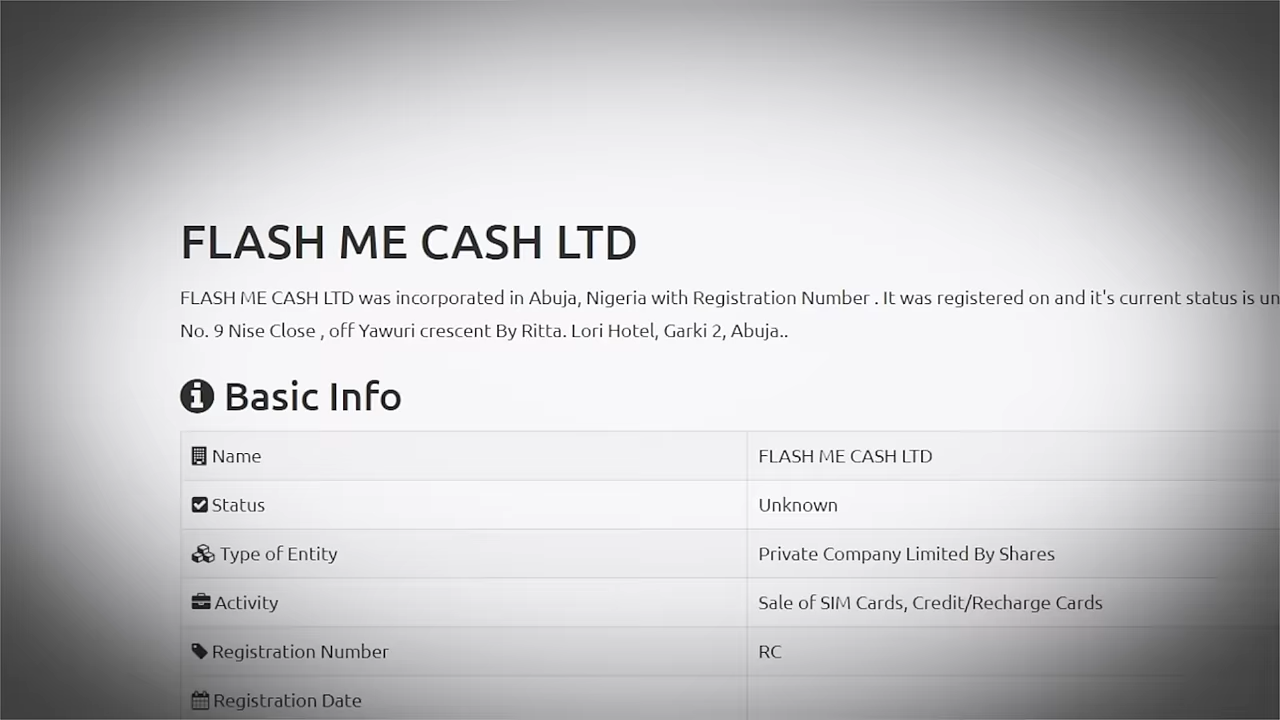 FLASH ME CASH LTD
FLASH ME CASH LTD was incorporated in Abuja, Nigeria with Registration Number . It was registered on and it's current status is
No. 9 Nise Close , off Yawuri crescent By Ritta. Lori Hotel, Garki 2, Abuja..
Basic Info
Name FLASH ME CASH LTD
Status Unknown
Type of Entity Private Company Limited By Shares
Activity Sale of SIM Cards, Credit/Recharge Cards
Registration Number RC
Registration Date